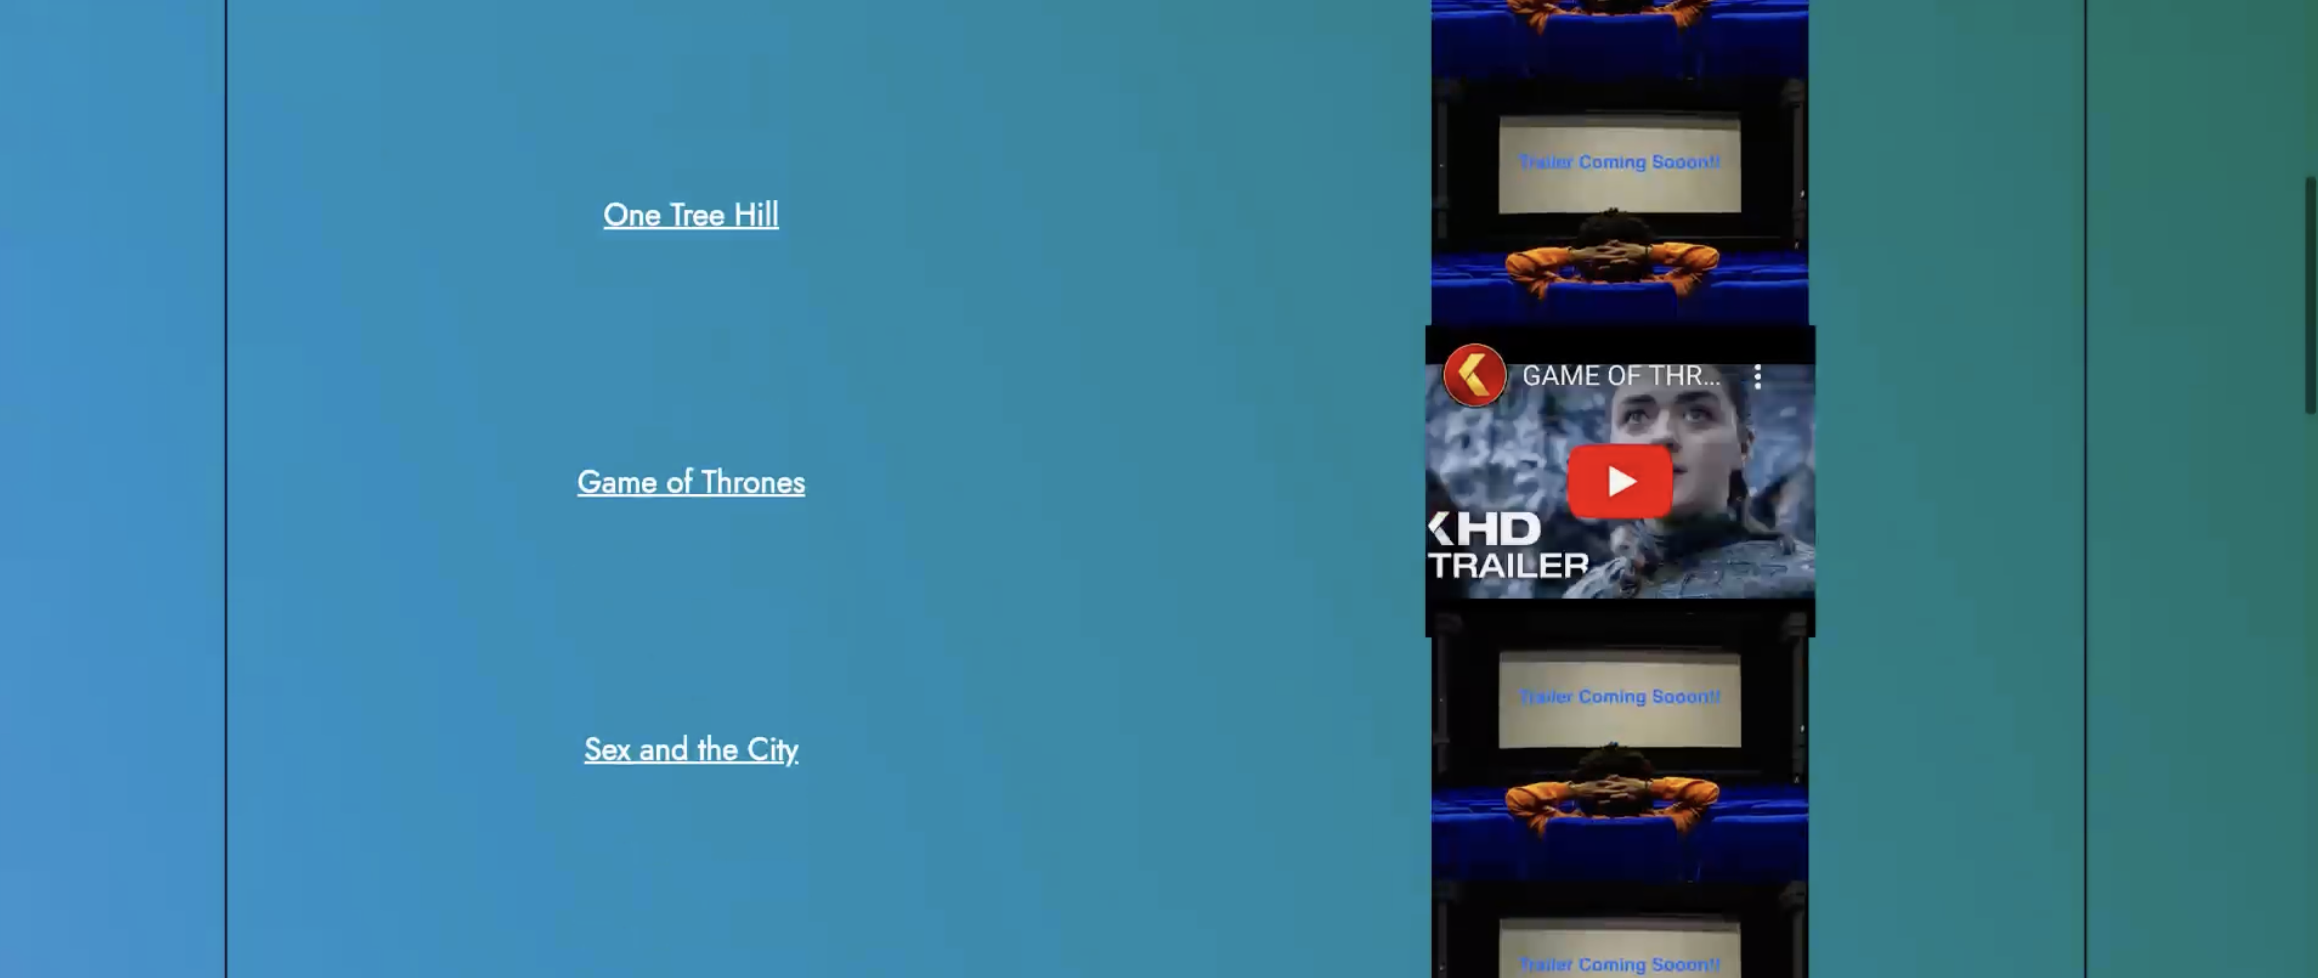 Trailer Coming Sooon!!
One Tree Hill
GAME OF THR...
Game of Thrones
KHD
TRAILER
Trailer Coming Sooon!!
Sex and the City
Trailer Coming Sooon!!